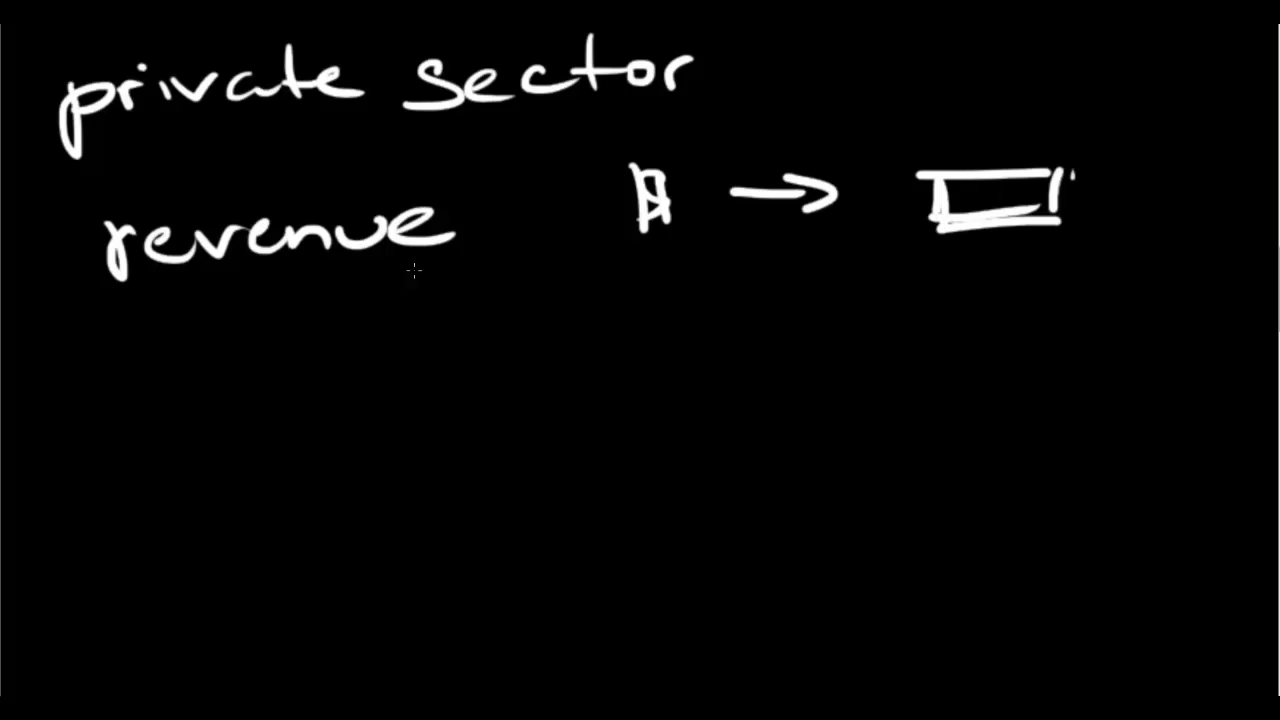 private sector
revenue →